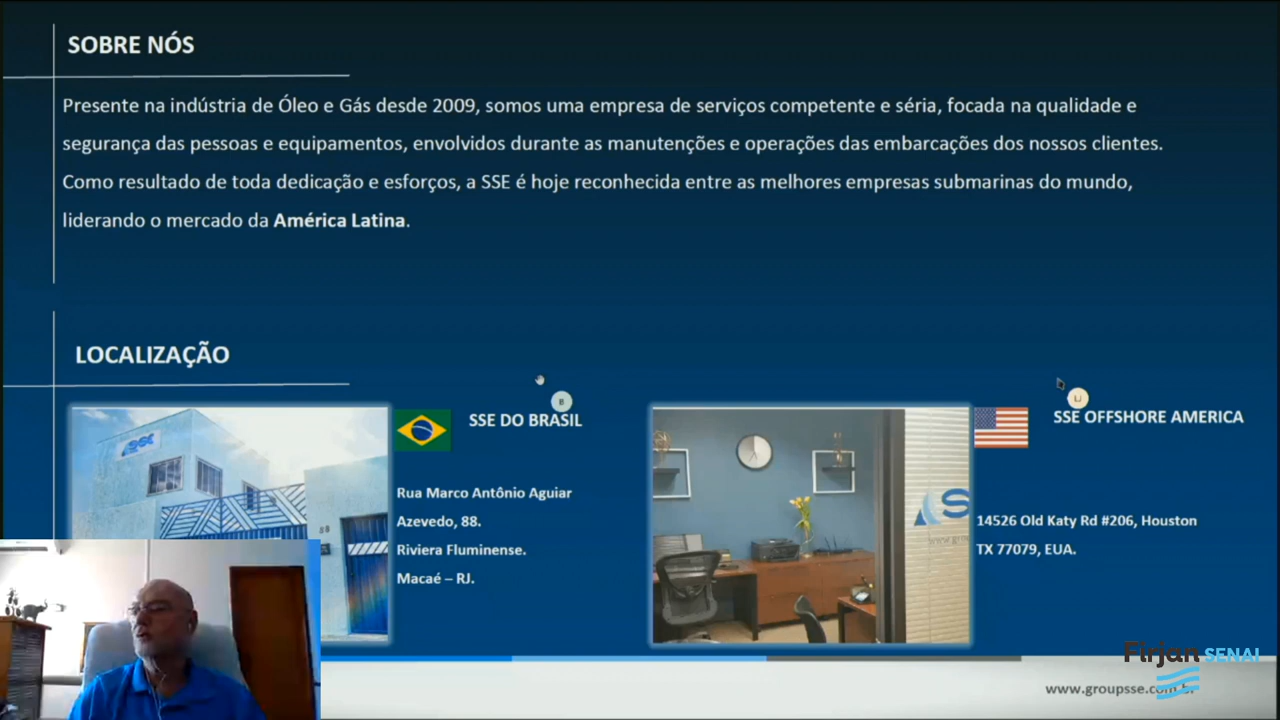 SOBRE NÓS
Presente na indústria de Óleo e Gás desde 2009, somos uma empresa de serviços competente e séria, focada na qualidade e
segurança das pessoas e equipamentos, envolvidos durante as manutenções e operações das embarcações dos nossos clientes.
Como resultado de toda dedicação e esforços, a SSE é hoje reconhecida entre as melhores empresas submarinas do mundo,
liderando o mercado da América Latina.
LOCALIZAÇÃO
B
LJ
SSE DO BRASIL
Rua Marco Antônio Aguiar
Azevedo, 88.
Riviera Fluminense.
Macaé – RJ.
SSE OFFSHORE AMERICA
14526 Old Katy Rd #206, Houston
TX 77079, EUA.
SSE
88
Firjan SENAI
www.groupsse.com.br